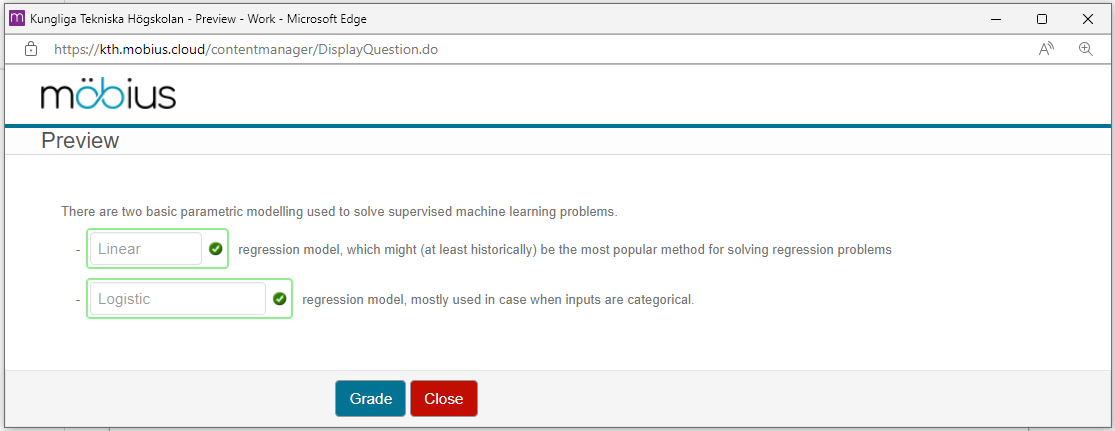 Kungliga Tekniska Högskolan - Preview - Work - Microsoft Edge
https://kth.mobius.cloud/contentmanager/DisplayQuestion.do
möbius
Preview
There are two basic parametric modelling used to solve supervised machine learning problems.
- Linear regression model, which might (at least historically) be the most popular method for solving regression problems
- Logistic regression model, mostly used in case when inputs are categorical.
Grade Close